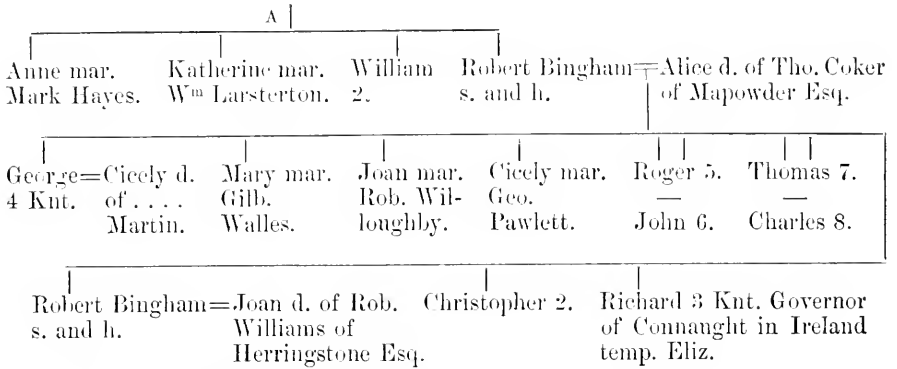 A
Anne mar. Katherine mar. William Robert Bingham=Alice d. of Tho. Coker
Mark Hayes. Wm Larsterton. 2. s. and h. of Mapowder Esq.
George=Cicely d. Mary mar. Joan mar. Cicely mar. Roger 5. Thomas 7.
4 Knt. of . . . . Gilb. Rob. Wil- Geo. — —
Martin. Walles. loughby. Pawlett. John 6. Charles 8.
Robert Bingham=Joan d. of Rob. Christopher 2. Richard 3 Knt. Governor
s. and h. Williams of of Connaught in Ireland
Herringstone Esq. temp. Eliz.